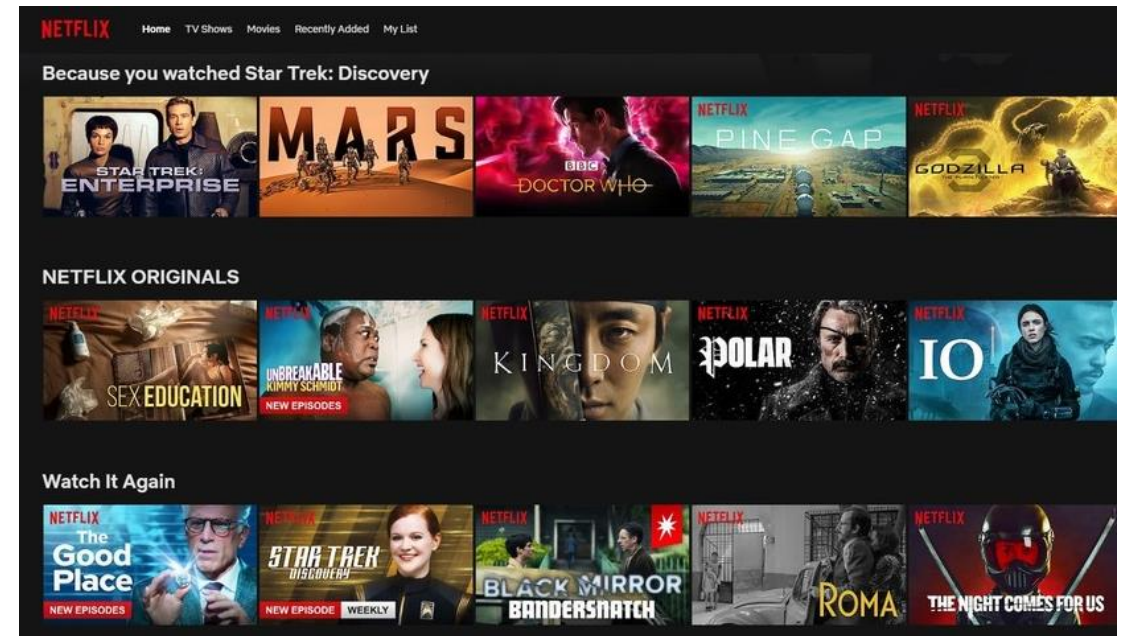 NETFLIX Home TV Shows Movies Recently Added My List
Because you watched Star Trek: Discovery
STAR TREK:
ENTERPRISE
MARS
BBC
DOCTOR WHO
NETFLIX
PINE GAP
NETFLIX
GODZILLA
NETFLIX ORIGINALS
NETFLIX
SEX EDUCATION
NETFLIX
UNBREAKABLE
KIMMY SCHMIDT
NEW EPISODES
NETFLIX
KINGDOM
NETFLIX
POLAR
NETFLIX
IO
Watch It Again
NETFLIX
The
Good
Place
NEW EPISODES
NETFLIX
STAR TREK
DISCOVERY
NEW EPISODE WEEKLY
NETFLIX
BLACK MIRROR
BANDERSNATCH
NETFLIX
ROMA
NETFLIX
THE NIGHT COMES FOR US